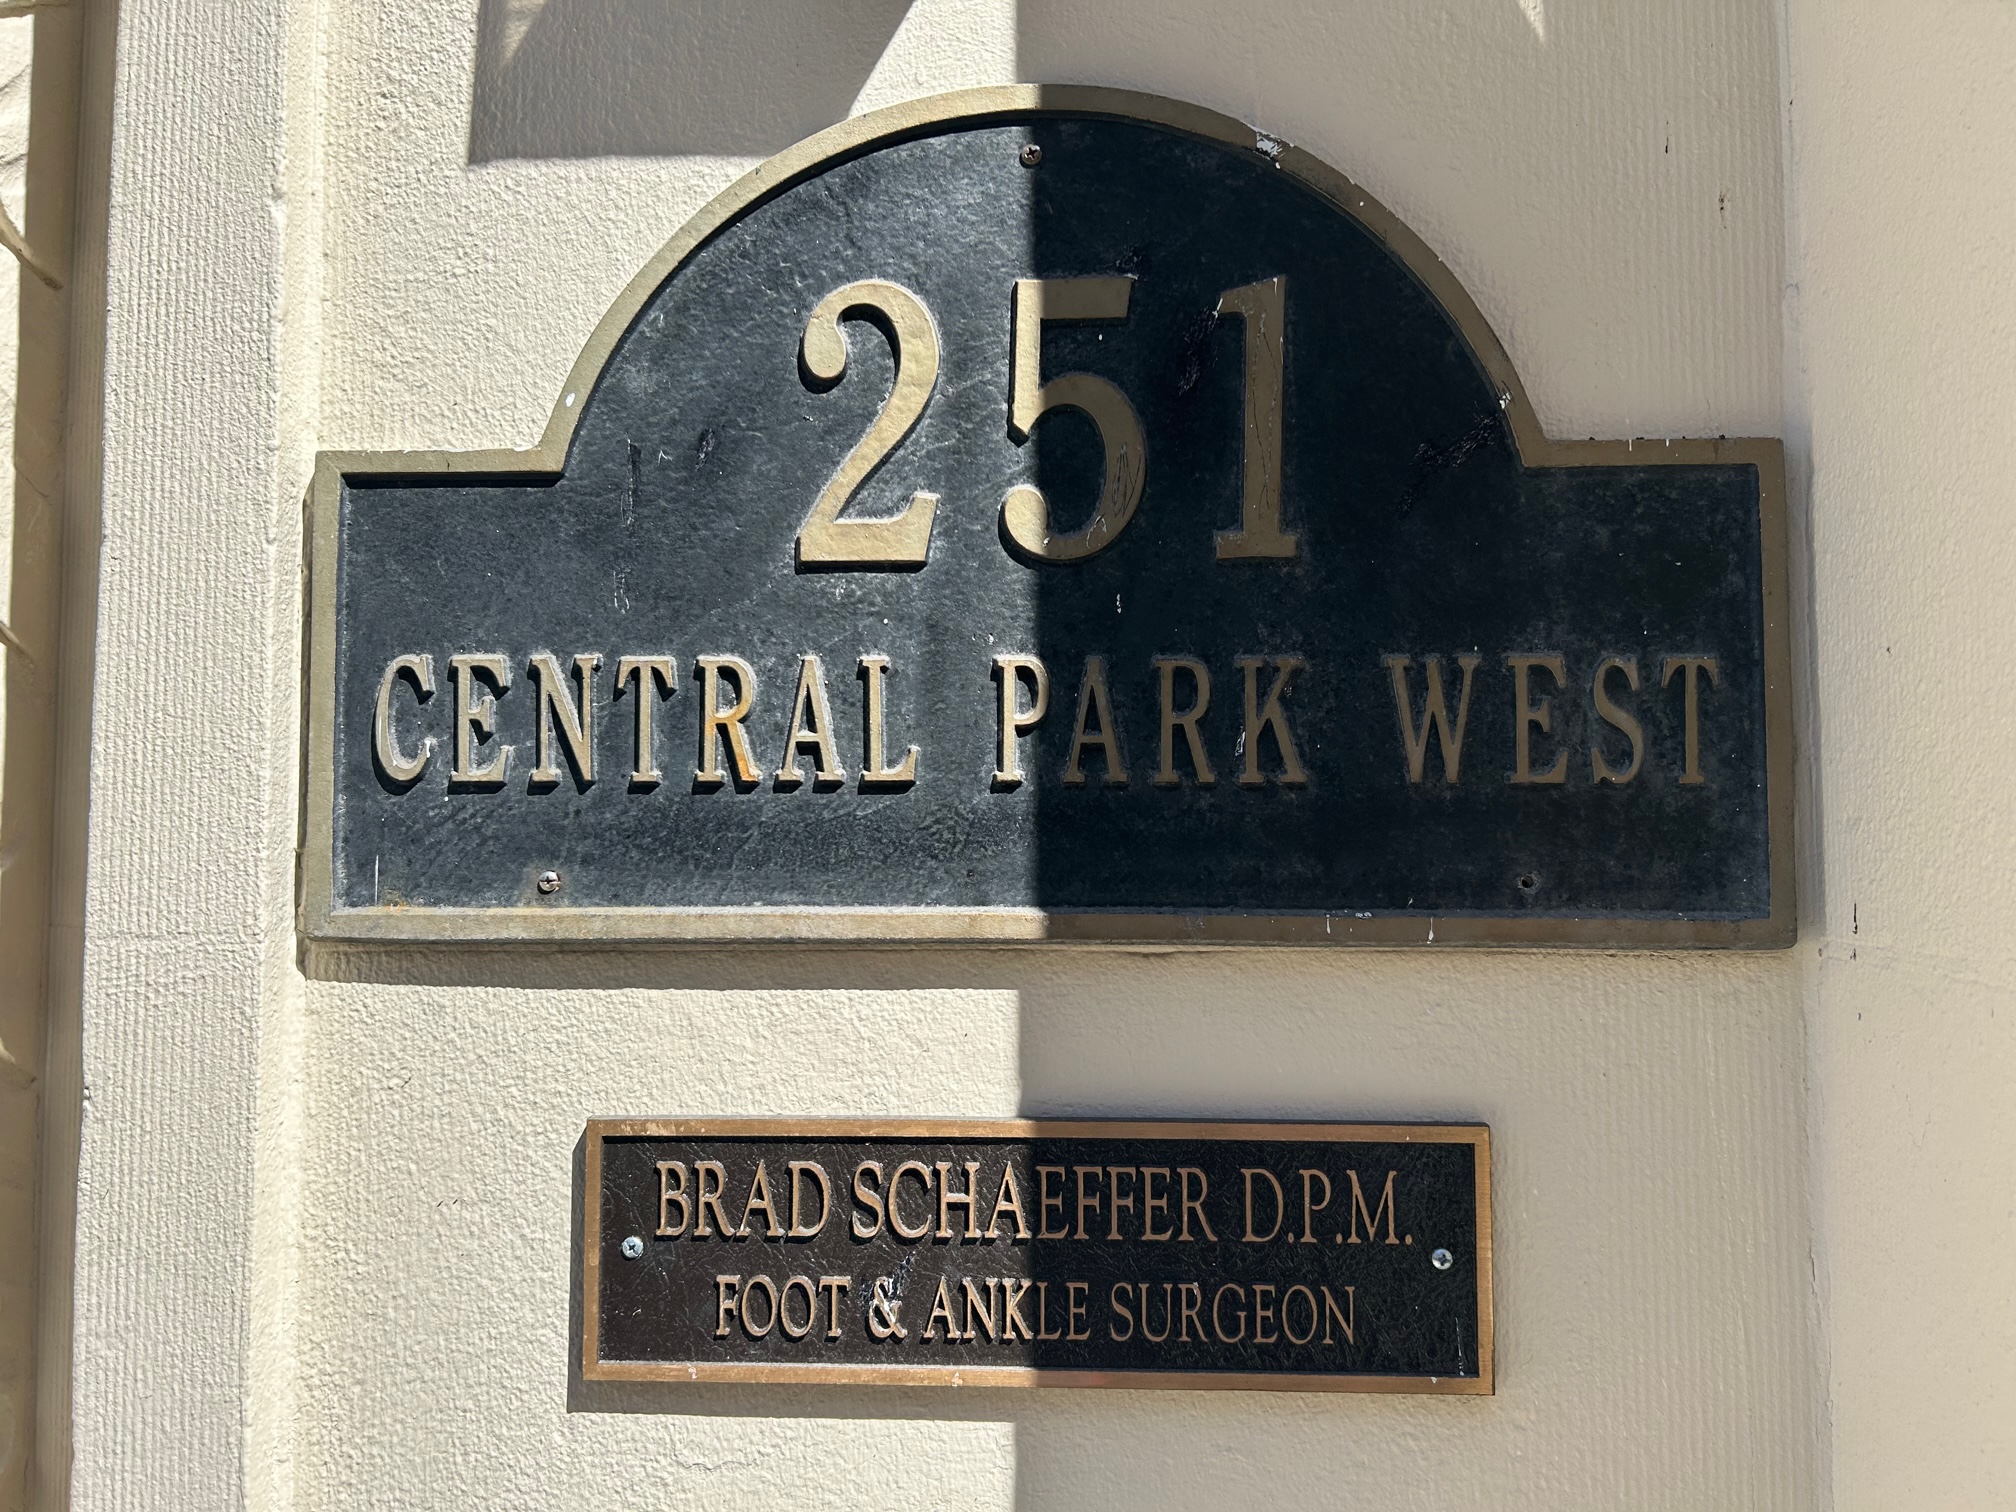 251
CENTRAL PARK WEST
BRAD SCHAEFFER D.P.M.
FOOT & ANKLE SURGEON